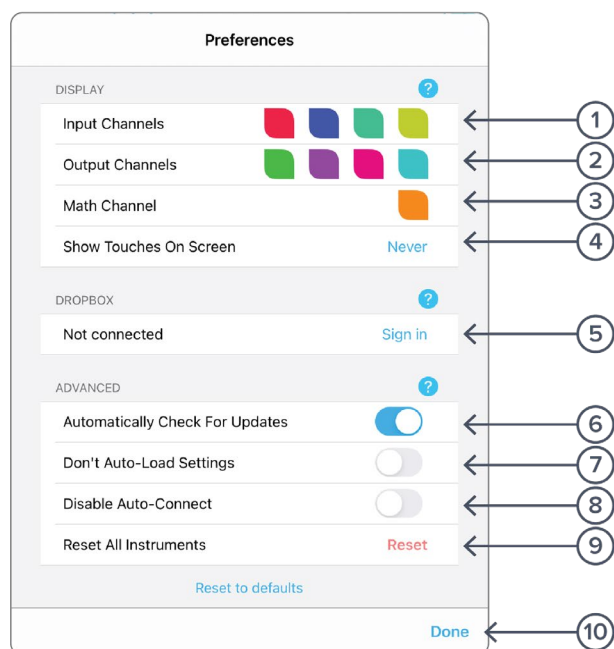 Preferences
DISPLAY ?
Input Channels 1
Output Channels 2
Math Channel 3
Show Touches On Screen Never 4
DROPBOX ?
Not connected Sign in 5
ADVANCED ?
Automatically Check For Updates 6
Don't Auto-Load Settings 7
Disable Auto-Connect 8
Reset All Instruments Reset 9
Reset to defaults
Done 10